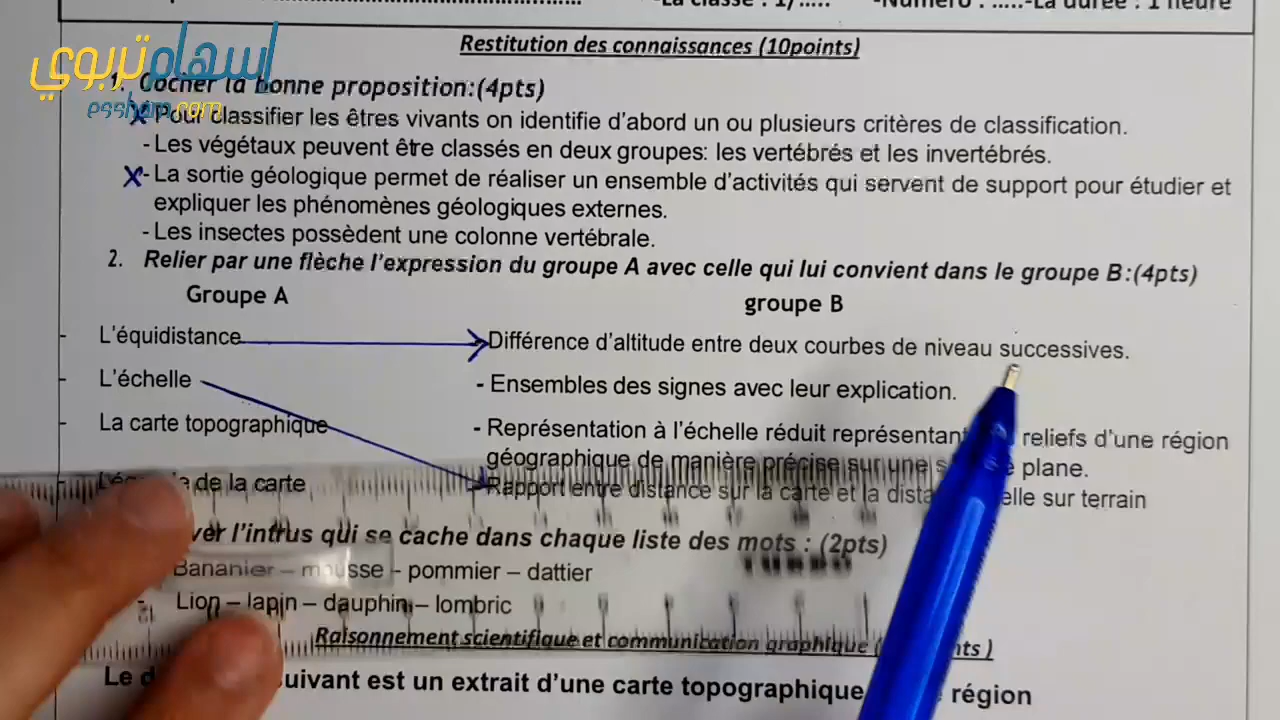 -La classe : 1/..... -Numéro : .....-La durée : 1 heure
Restitution des connaissances (10points)
إسهام تربوي
1. Cocher la bonne proposition:(4pts)
essham.com
X Pour classifier les êtres vivants on identifie d'abord un ou plusieurs critères de classification.
- Les végétaux peuvent être classés en deux groupes: les vertébrés et les invertébrés.
X - La sortie géologique permet de réaliser un ensemble d'activités qui servent de support pour étudier et
expliquer les phénomènes géologiques externes.
- Les insectes possèdent une colonne vertébrale.
2. Relier par une flèche l'expression du groupe A avec celle qui lui convient dans le groupe B:(4pts)
Groupe A groupe B
- L'équidistance - Différence d'altitude entre deux courbes de niveau successives.
- L'échelle - Ensembles des signes avec leur explication.
- La carte topographique - Représentation à l'échelle réduit représentant reliefs d'une région
géographique de manière précise sur une plane.
- de la carte - Rapport entre distance sur la carte et la sur terrain
l'intrus qui se cache dans chaque liste des mots : (2pts)
Bananier – mousse – pommier – dattier
- Lion – lapin – dauphin – lombric
Raisonnement scientifique et communication graphique
Le suivant est un extrait d'une carte topographique région